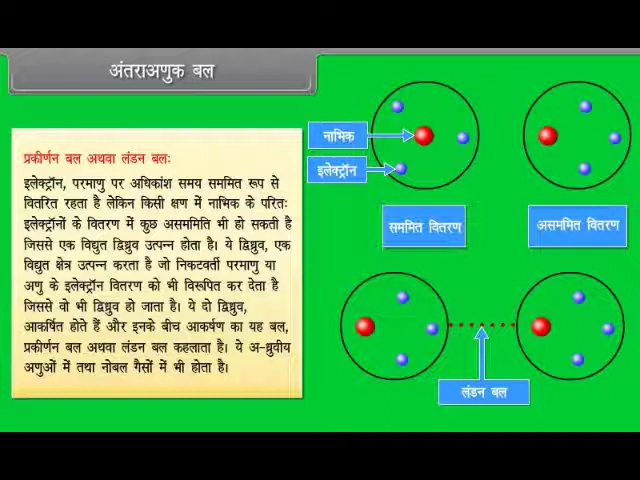 अंतराअणुक बल
प्रकीर्णन बल अथवा लंडन बलः
इलेक्ट्रॉन, परमाणु पर अधिकांश समय सममित रूप से
वितरित रहता है लेकिन किसी क्षण में नाभिक के परितः
इलेक्ट्रॉनों के वितरण में कुछ असममिति भी हो सकती है
जिससे एक विद्युत द्विध्रुव उत्पन्न होता है। ये द्विध्रुव, एक
विद्युत क्षेत्र उत्पन्न करता है जो निकटवर्ती परमाणु या
अणु के इलेक्ट्रॉन वितरण को भी विरूपित कर देता है
जिससे वो भी द्विध्रुव हो जाता है। ये दो द्विध्रुव,
आकर्षित होते हैं और इनके बीच आकर्षण का यह बल,
प्रकीर्णन बल अथवा लंडन बल कहलाता है। ये अ-ध्रुवीय
अणुओं में तथा नोबल गैसों में भी होता है।
नाभिक
इलेक्ट्रॉन
सममित वितरण
असममित वितरण
लंडन बल